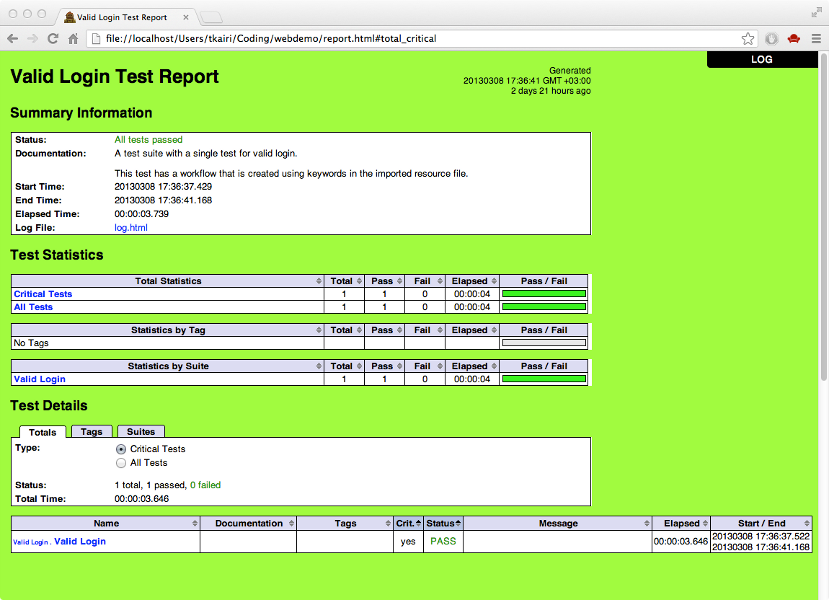 Valid Login Test Report
file://localhost/Users/tkairi/Coding/webdemo/report.html#total_critical
LOG
Valid Login Test Report
Generated
20130308 17:36:41 GMT +03:00
2 days 21 hours ago
Summary Information
Status: All tests passed
Documentation: A test suite with a single test for valid login.
This test has a workflow that is created using keywords in the imported resource file.
Start Time: 20130308 17:36:37.429
End Time: 20130308 17:36:41.168
Elapsed Time: 00:00:03.739
Log File: log.html
Test Statistics
Total Statistics Total Pass Fail Elapsed Pass / Fail
Critical Tests 1 1 0 00:00:04
All Tests 1 1 0 00:00:04
Statistics by Tag Total Pass Fail Elapsed Pass / Fail
No Tags
Statistics by Suite Total Pass Fail Elapsed Pass / Fail
Valid Login 1 1 0 00:00:04
Test Details
Totals Tags Suites
Type: Critical Tests
All Tests
Status: 1 total, 1 passed, 0 failed
Total Time: 00:00:03.646
Name Documentation Tags Crit. Status Message Elapsed Start / End
Valid Login . Valid Login yes PASS 00:00:03.646 20130308 17:36:37.522
20130308 17:36:41.168